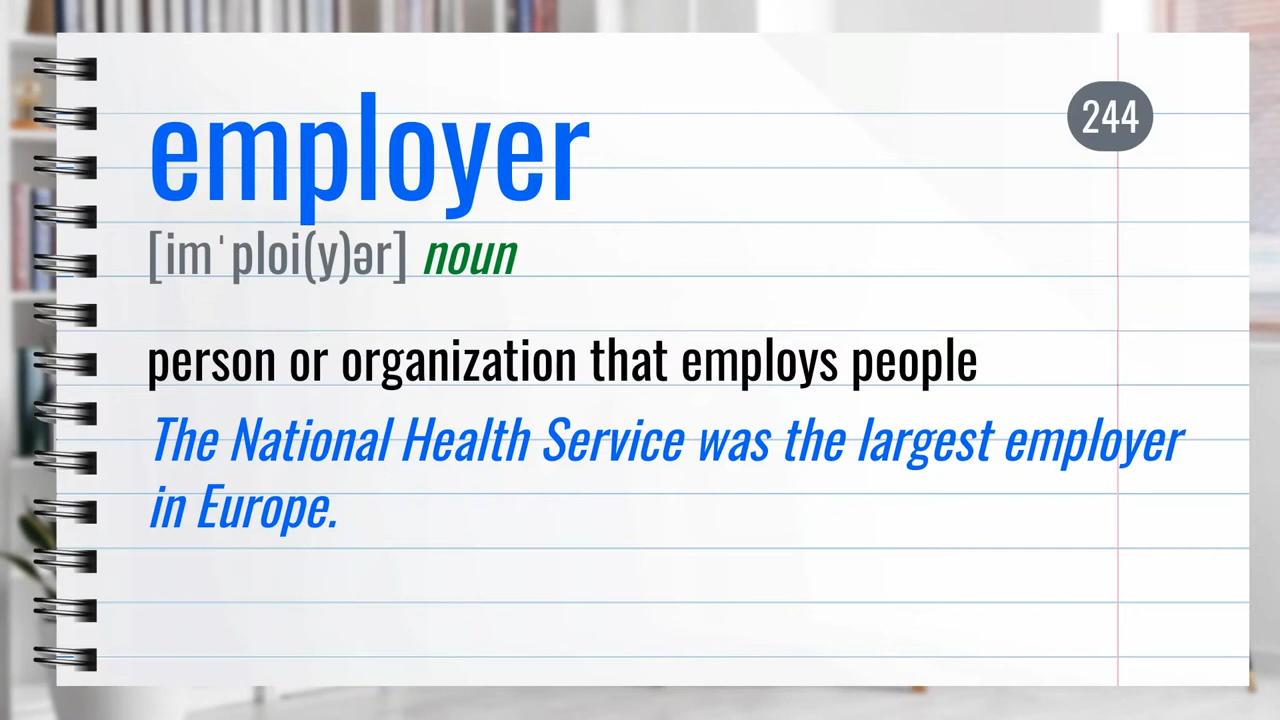 employer
244
[imˈploi(y)ər] noun
person or organization that employs people
The National Health Service was the largest employer
in Europe.